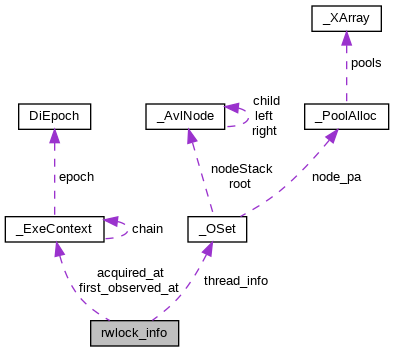 _XArray
pools
DiEpoch
_AvlNode
child
left
right
_PoolAlloc
epoch
nodeStack
root
node_pa
_ExeContext
chain
_OSet
acquired_at
first_observed_at
thread_info
rwlock_info